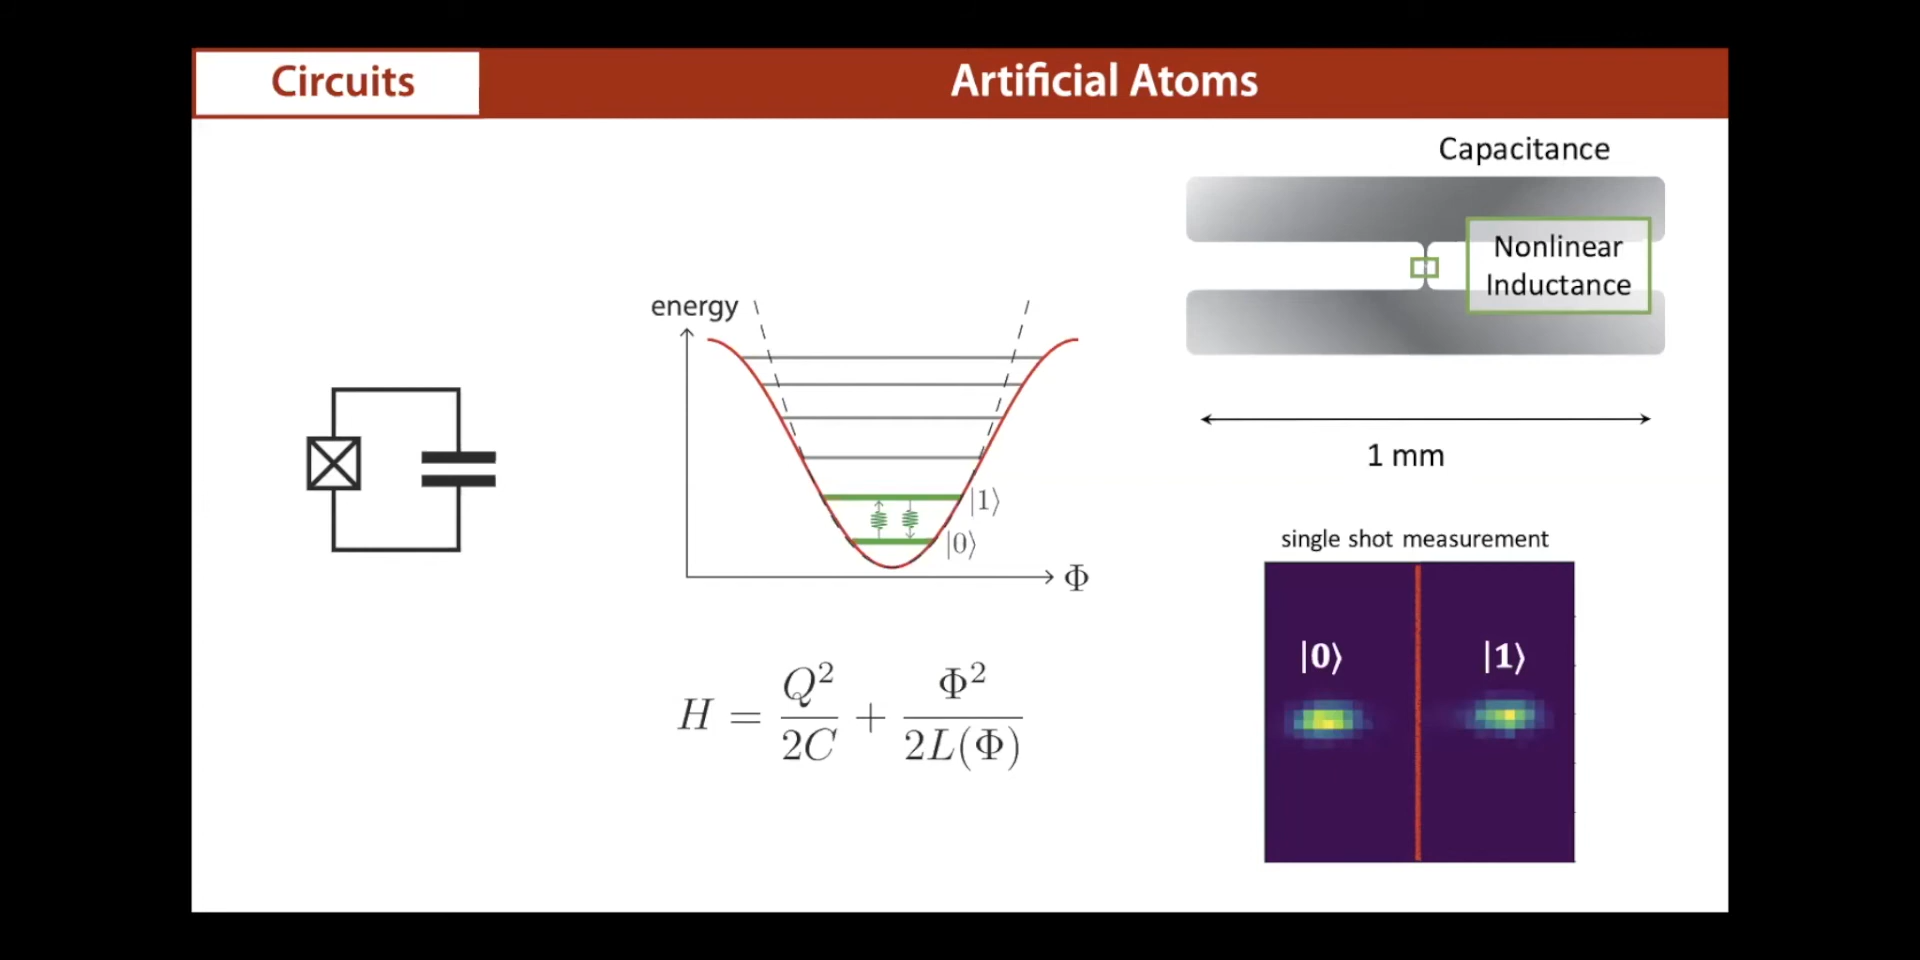 Circuits
Artificial Atoms
Capacitance
Nonlinear
Inductance
1 mm
energy
|1⟩
|0⟩
Φ
H = Q²/2C + Φ²/2L(Φ)
single shot measurement
|0⟩ |1⟩